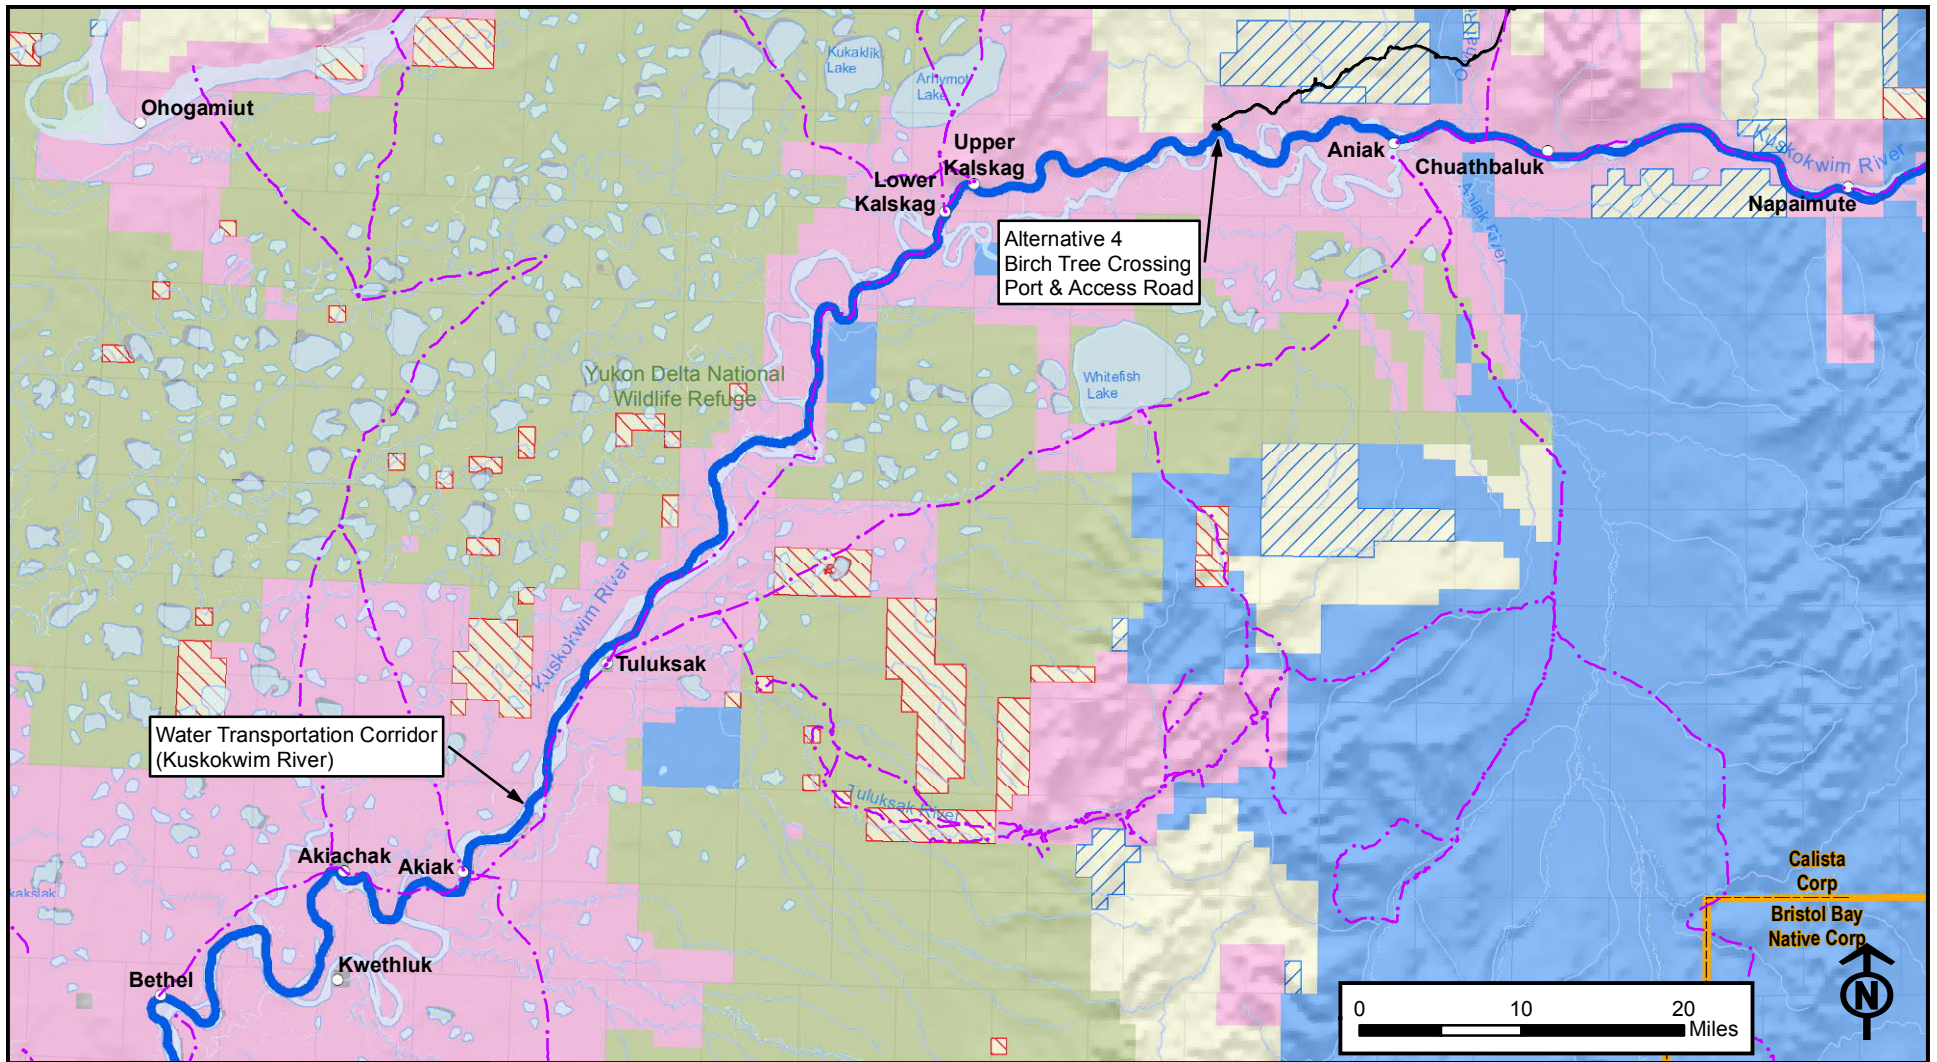 Kukaklik
Lake
Arhymot
Lake
Ohogamiut
Upper
Kalskag
Lower
Kalskag
Aniak
Chuathbaluk
Kuskokwim River
Napaimute
Aniak River
Alternative 4
Birch Tree Crossing
Port & Access Road
Yukon Delta National
Wildlife Refuge
Whitefish
Lake
Kuskokwim River
Tuluksak
Water Transportation Corridor
(Kuskokwim River)
Tuluksak River
Akiachak
Akiak
Calista
Corp
Bristol Bay
Native Corp
Kwethluk
Bethel
N
0 10 20
Miles